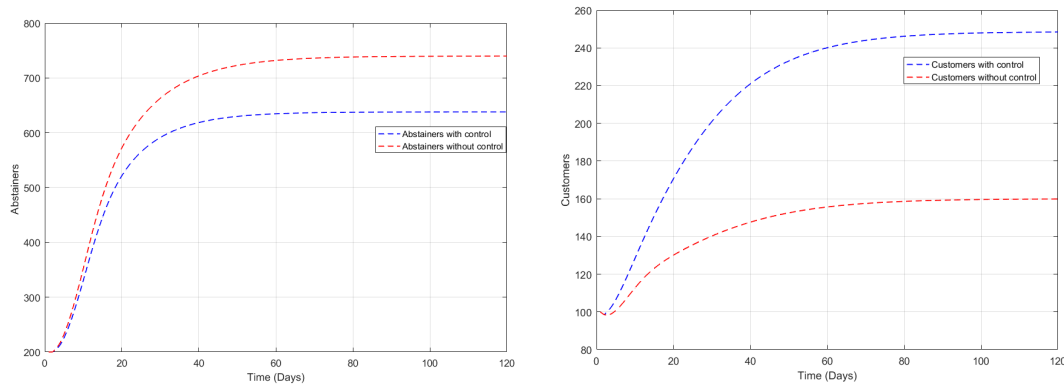 800
700
600
500
400
300
200
Abstainers
Abstainers with control
Abstainers without control
0 20 40 60 80 100 120
Time (Days)
260
240
220
200
180
160
140
120
100
80
Customers
Customers with control
Customers without control
0 20 40 60 80 100 120
Time (Days)